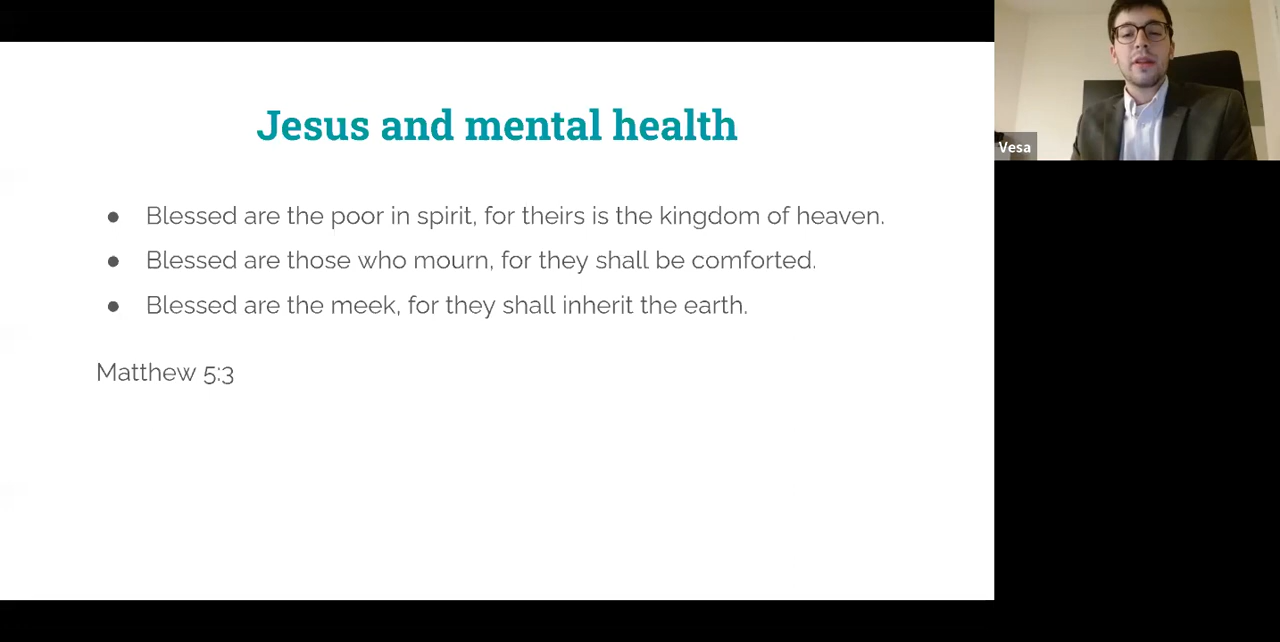 Jesus and mental health
● Blessed are the poor in spirit, for theirs is the kingdom of heaven.
● Blessed are those who mourn, for they shall be comforted.
● Blessed are the meek, for they shall inherit the earth.
Matthew 5:3
Vesa